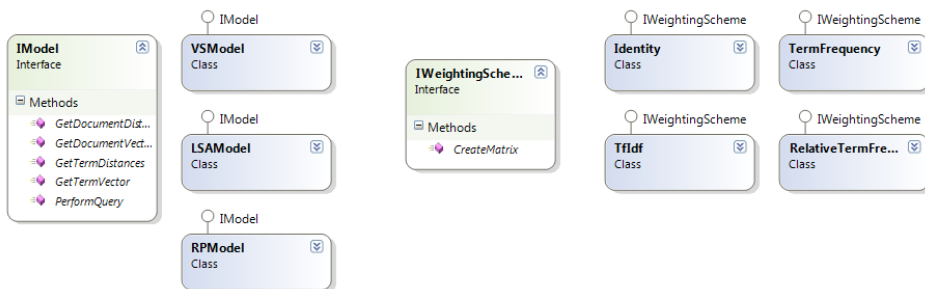 IModel
Interface
Methods
GetDocumentDist...
GetDocumentVect...
GetTermDistances
GetTermVector
PerformQuery
IModel
VSModel
Class
IModel
LSAModel
Class
IModel
RPModel
Class
IWeightingSche...
Interface
Methods
CreateMatrix
IWeightingScheme
Identity
Class
IWeightingScheme
TermFrequency
Class
IWeightingScheme
TfIdf
Class
IWeightingScheme
RelativeTermFre...
Class